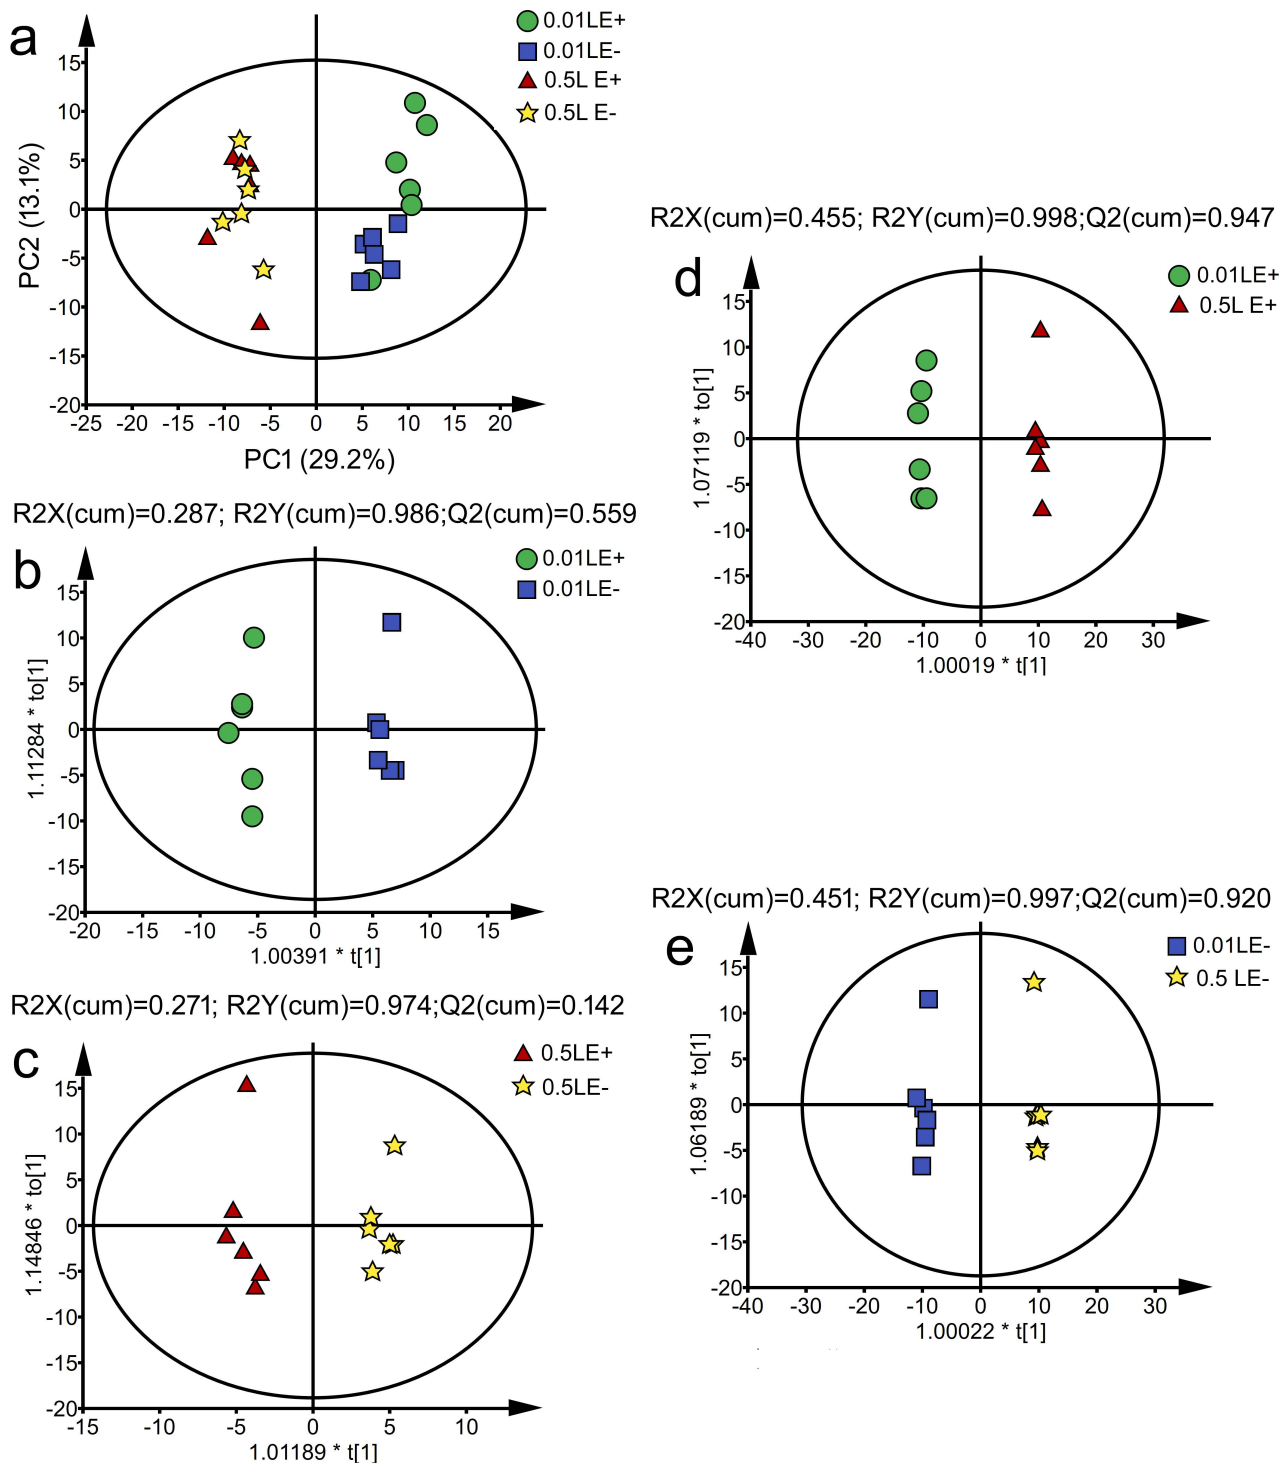 a
0.01LE+
0.01LE-
0.5L E+
0.5L E-
15
10
5
0
-5
-10
-15
-20
PC2 (13.1%)
-25 -20 -15 -10 -5 0 5 10 15 20
PC1 (29.2%)
R2X(cum)=0.287; R2Y(cum)=0.986;Q2(cum)=0.559
b
0.01LE+
0.01LE-
15
10
5
0
-5
-10
-15
-20
1.11284 * to[1]
-20 -15 -10 -5 0 5 10 15
1.00391 * t[1]
R2X(cum)=0.271; R2Y(cum)=0.974;Q2(cum)=0.142
c
0.5LE+
0.5LE-
15
10
5
0
-5
-10
-15
-20
1.14846 * to[1]
-15 -10 -5 0 5 10
1.01189 * t[1]
R2X(cum)=0.455; R2Y(cum)=0.998;Q2(cum)=0.947
d
0.01LE+
0.5L E+
15
10
5
0
-5
-10
-15
-20
1.07119 * to[1]
-40 -30 -20 -10 0 10 20 30
1.00019 * t[1]
R2X(cum)=0.451; R2Y(cum)=0.997;Q2(cum)=0.920
e
0.01LE-
0.5 LE-
15
10
5
0
-5
-10
-15
-20
1.06189 * to[1]
-40 -30 -20 -10 0 10 20 30
1.00022 * t[1]